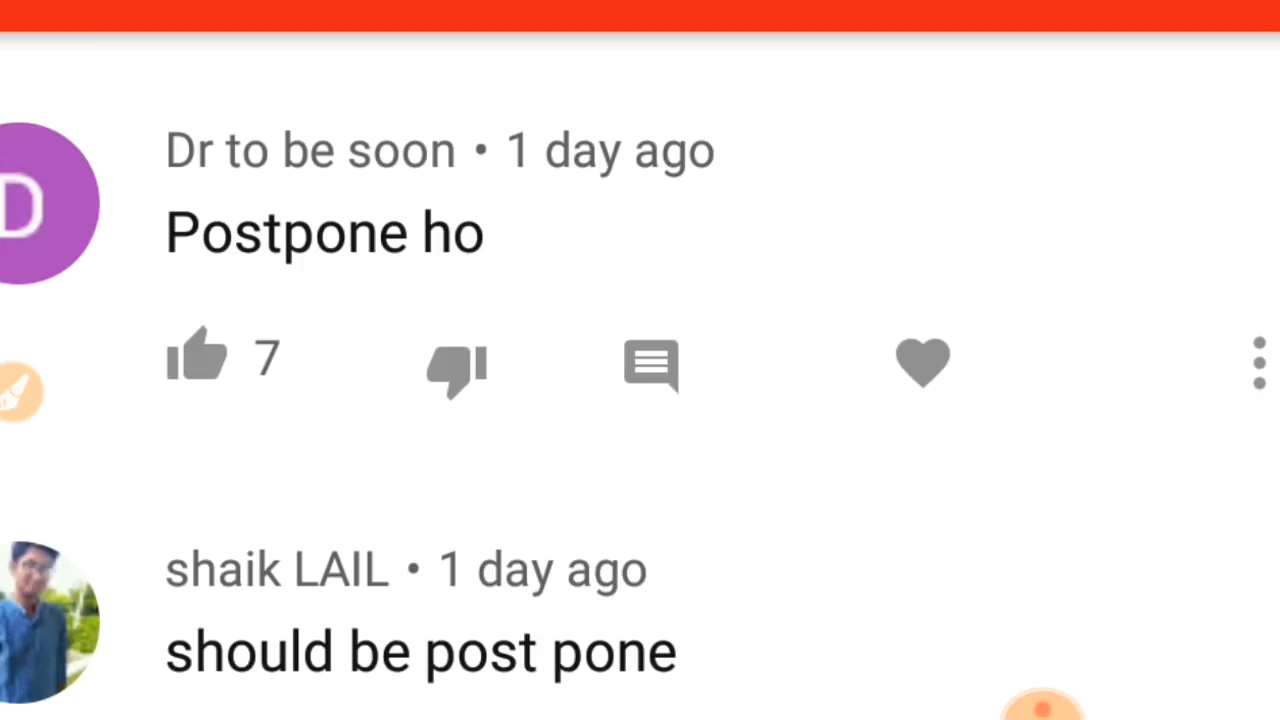 D
Dr to be soon • 1 day ago
Postpone ho
7
shaik LAIL • 1 day ago
should be post pone